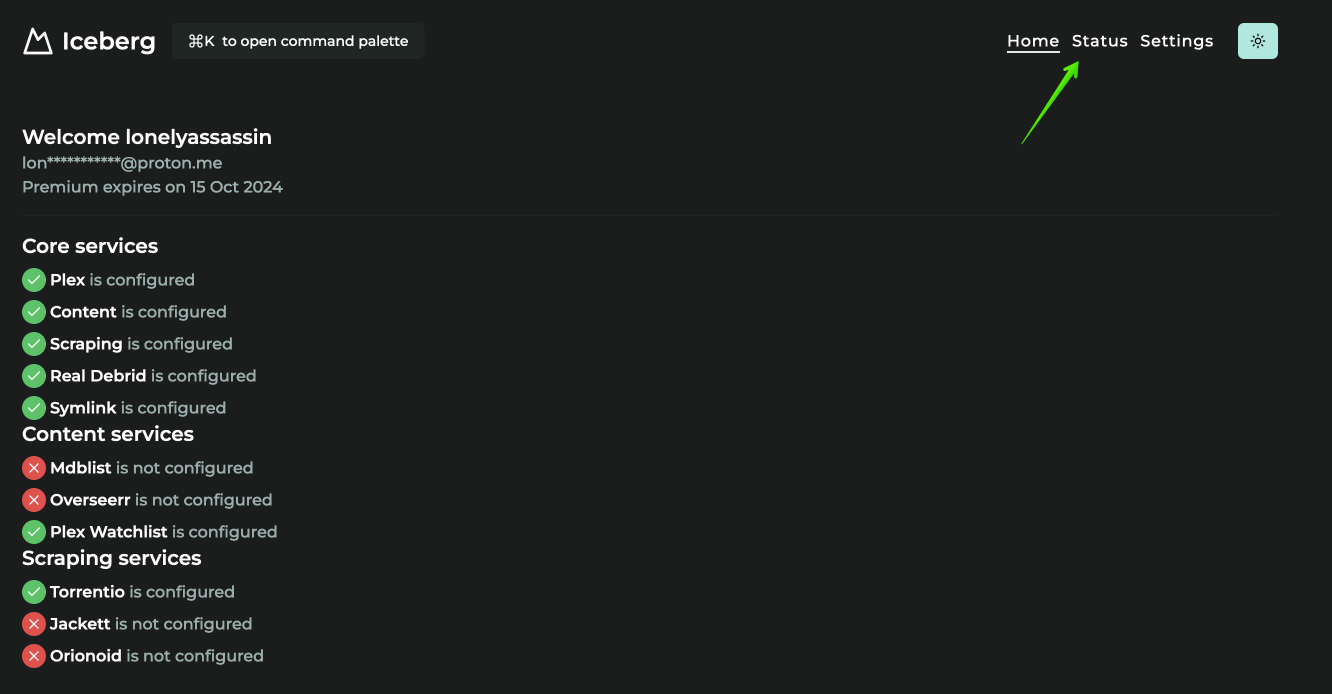 Iceberg
⌘K to open command palette
Home Status Settings
Welcome lonelyassassin
lon***********@proton.me
Premium expires on 15 Oct 2024
Core services
Plex is configured
Content is configured
Scraping is configured
Real Debrid is configured
Symlink is configured
Content services
Mdblist is not configured
Overseerr is not configured
Plex Watchlist is configured
Scraping services
Torrentio is configured
Jackett is not configured
Orionoid is not configured